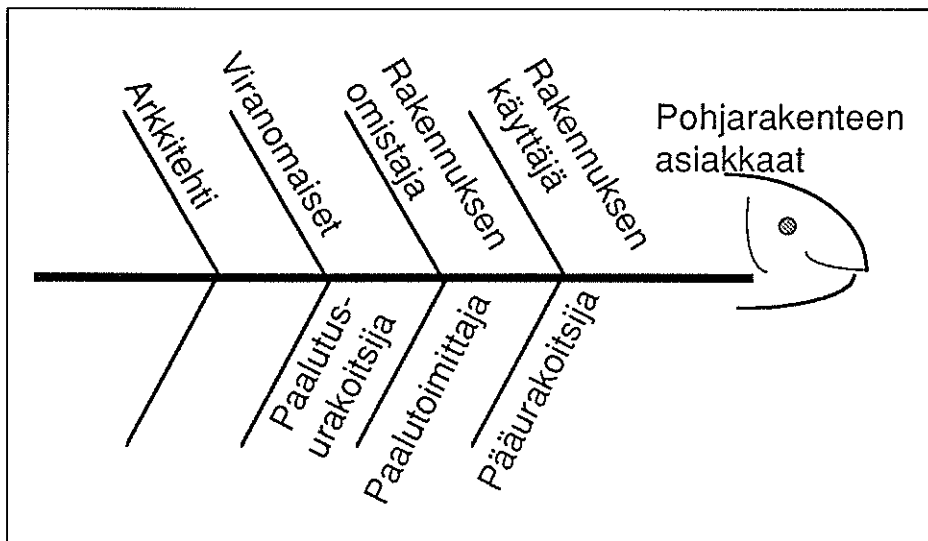 Arkkitehti
Viranomaiset
Rakennuksen
omistaja
Rakennuksen
käyttäjä
Pohjarakenteen
asiakkaat
Paalutus-
urakoitsija
Paalutoimittaja
Pääurakoitsija